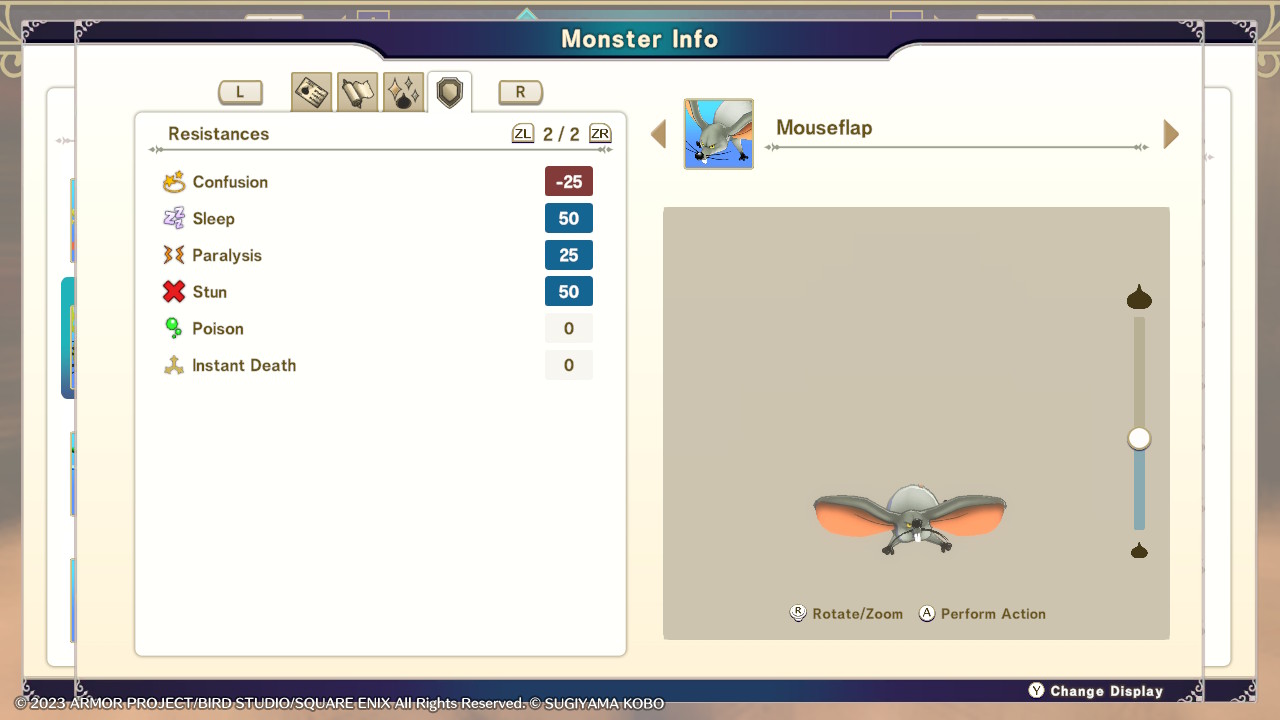 Monster Info
L
R
Resistances
ZL 2 / 2 ZR
Mouseflap
Confusion -25
Sleep 50
Paralysis 25
Stun 50
Poison 0
Instant Death 0
R Rotate/Zoom A Perform Action
Y Change Display
© 2023 ARMOR PROJECT/BIRD STUDIO/SQUARE ENIX All Rights Reserved. © SUGIYAMA KOBO